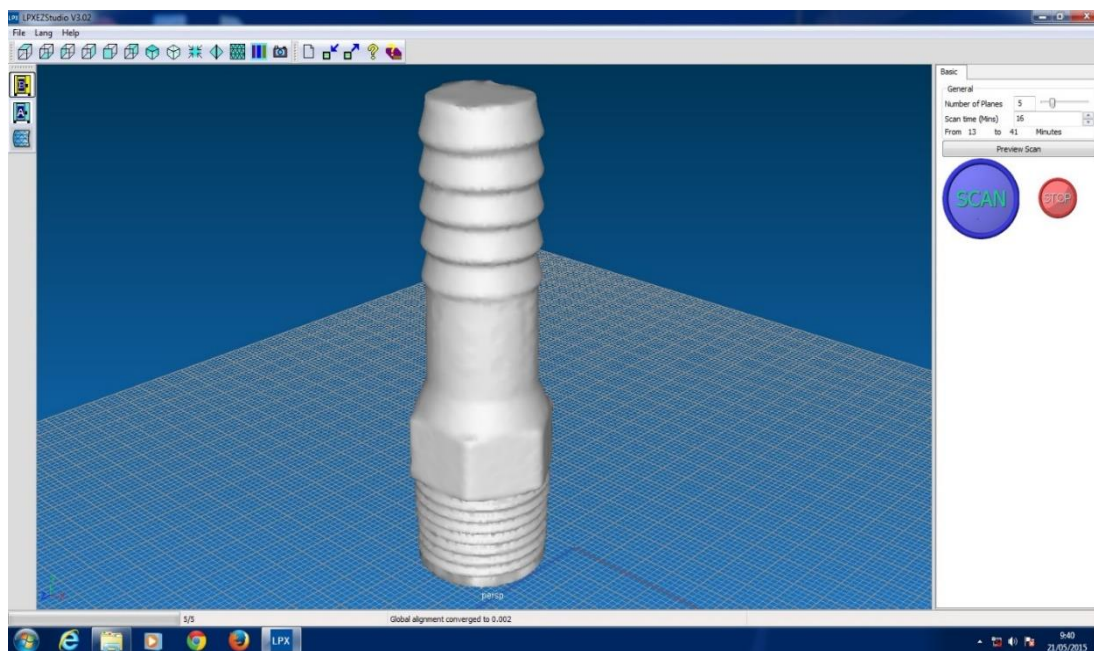 LPX LPXEZStudio V3.02
File Lang Help
Basic
General
Number of Planes 5
Scan time (Mins) 16
From 13 to 41 Minutes
Preview Scan
SCAN STOP
persp
5/5 Global alignment converged to 0.002
LPX
9:40
21/05/2015